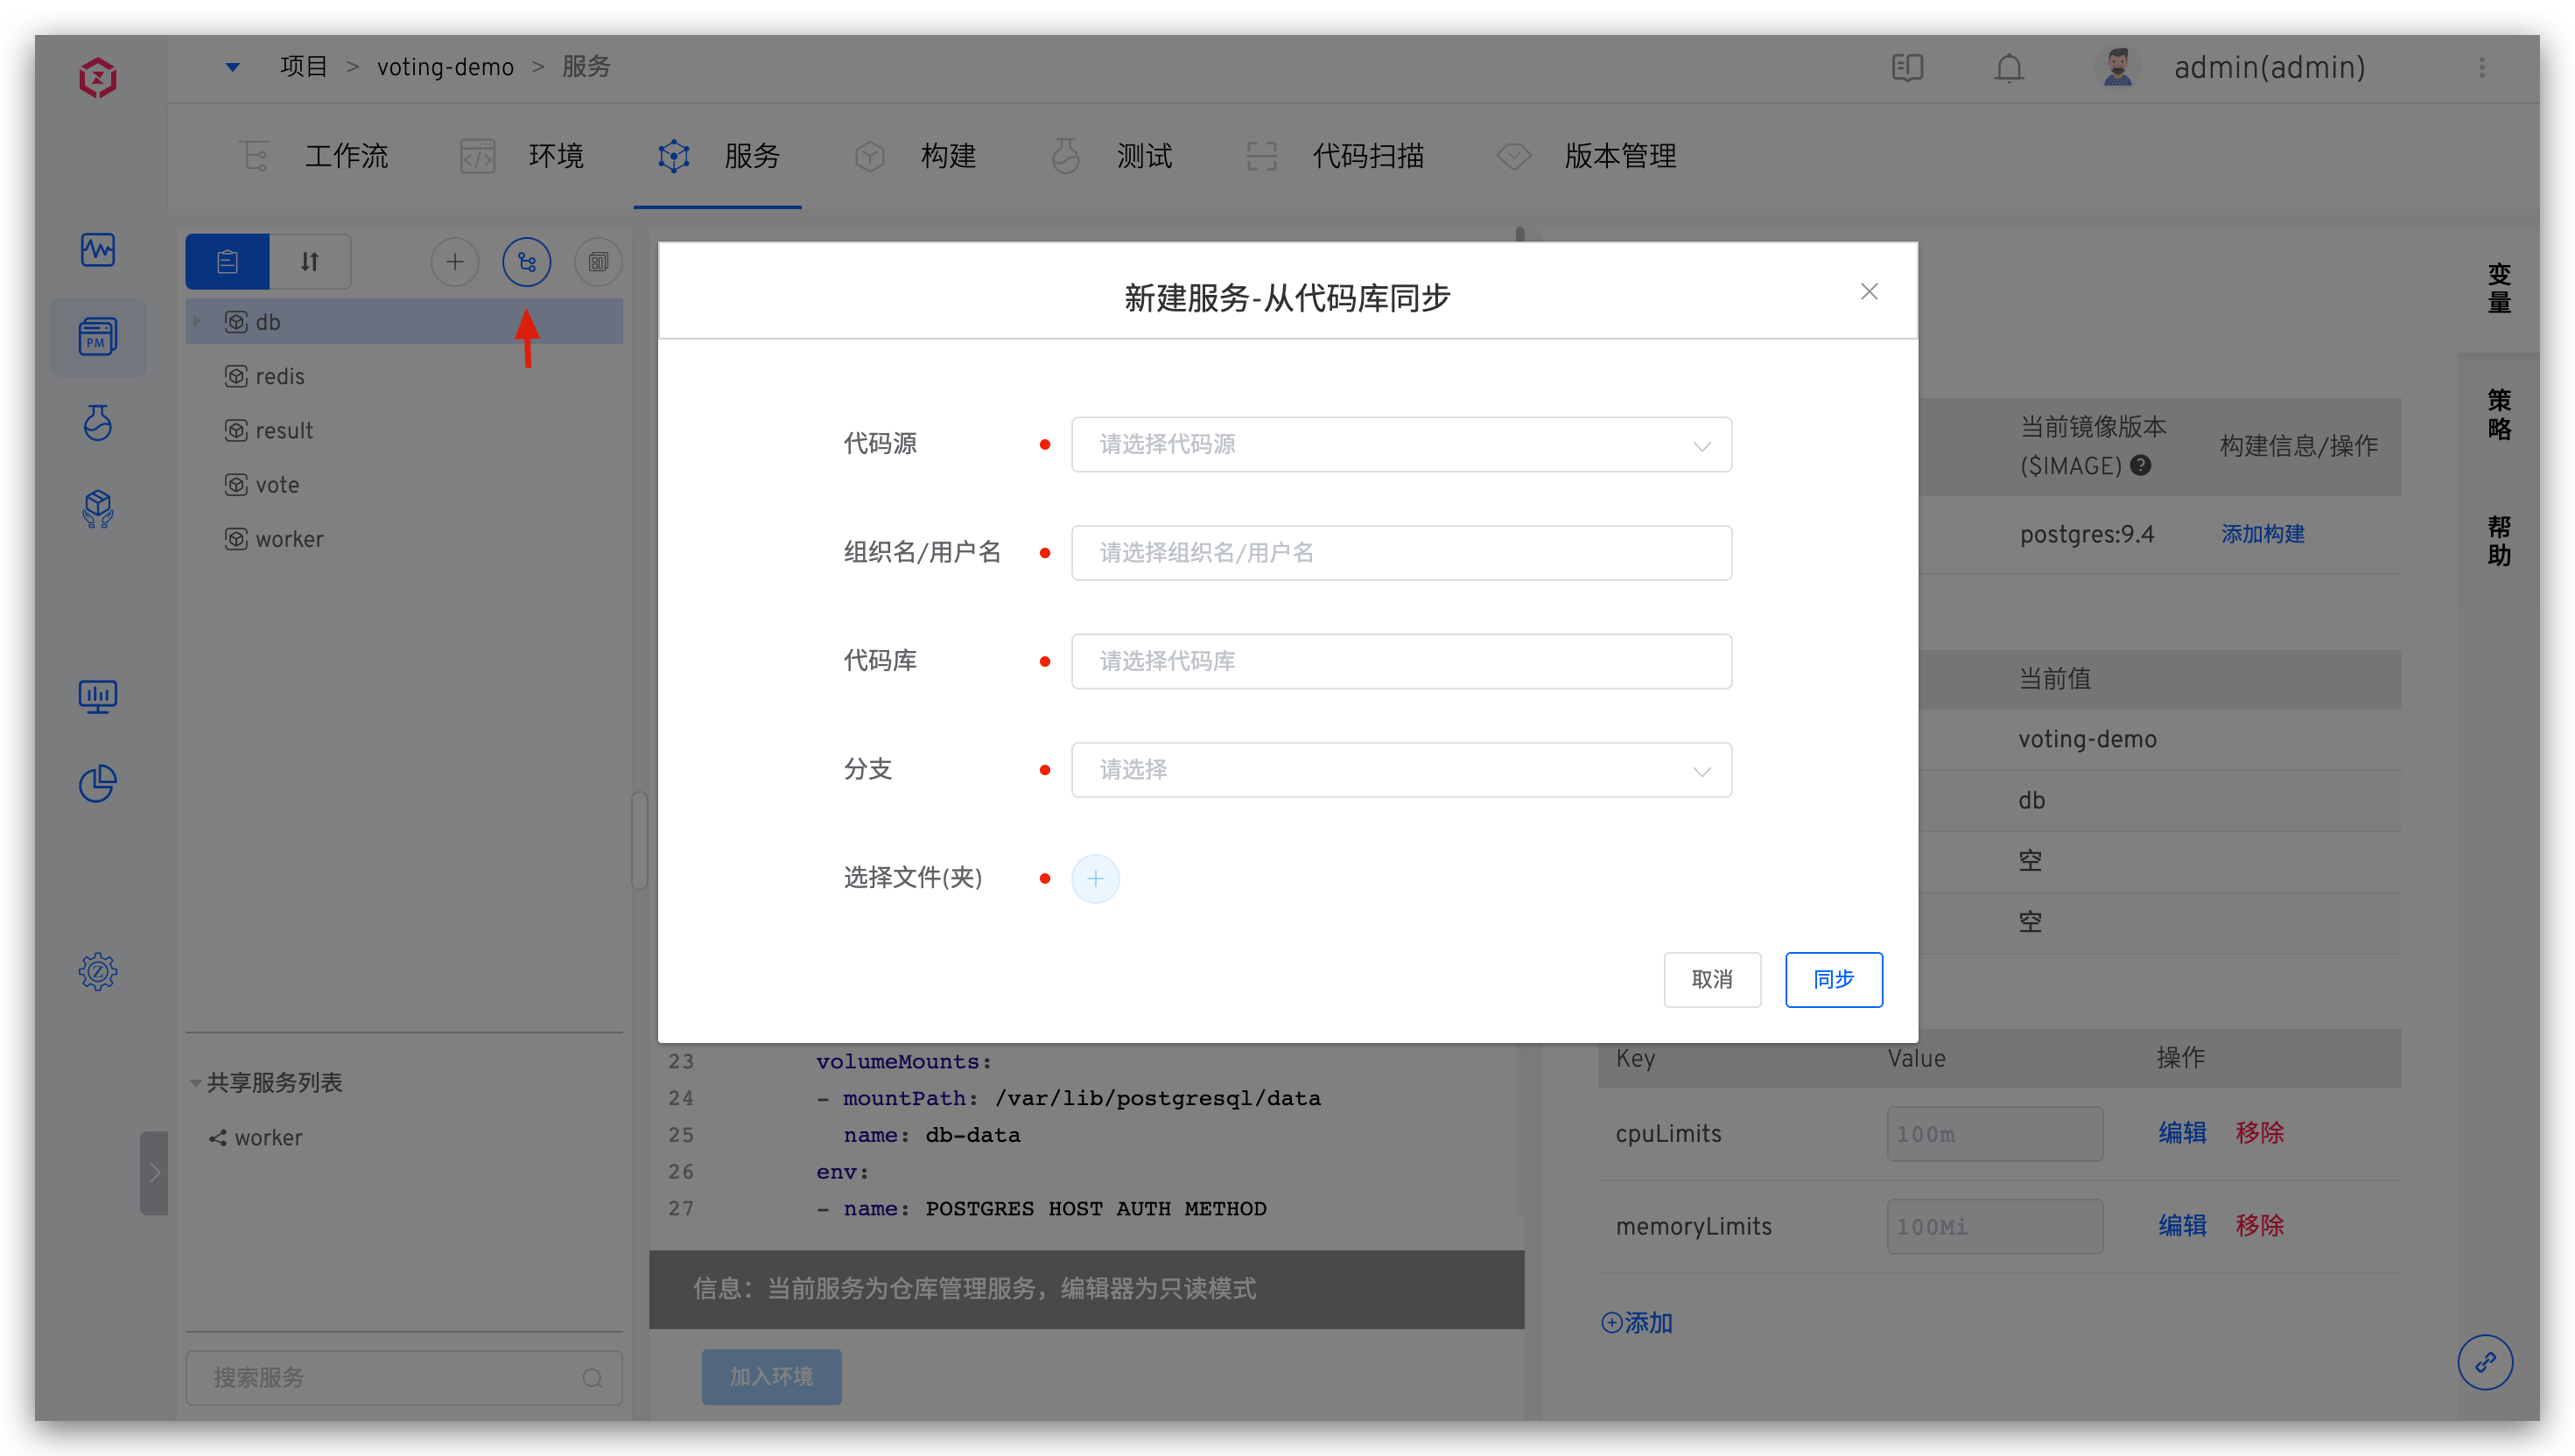 项目 > voting-demo > 服务
admin(admin)
工作流
环境
服务
构建
测试
代码扫描
版本管理
PM
db
redis
result
vote
worker
共享服务列表
worker
搜索服务
新建服务-从代码库同步
代码源
请选择代码源
组织名/用户名
请选择组织名/用户名
代码库
请选择代码库
分支
请选择
选择文件(夹)
取消
同步
23 volumeMounts:
24 - mountPath: /var/lib/postgresql/data
25 name: db-data
26 env:
27 - name: POSTGRES HOST AUTH METHOD
信息：当前服务为仓库管理服务，编辑器为只读模式
加入环境
当前镜像版本
($IMAGE)
构建信息/操作
postgres:9.4
添加构建
当前值
voting-demo
db
空
空
Key Value 操作
cpuLimits 100m 编辑 移除
memoryLimits 100Mi 编辑 移除
添加
变量
策略
帮助